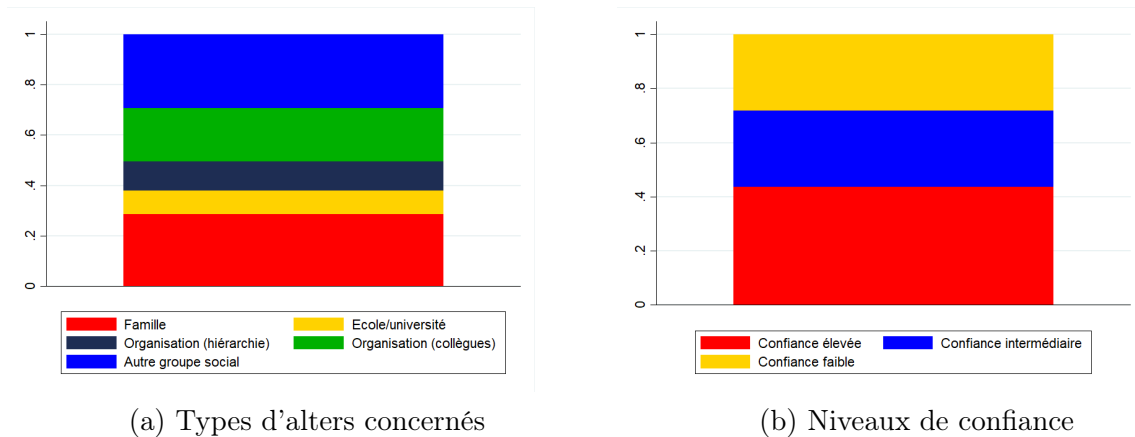 1
.8
.6
.4
.2
0
Famille
Ecole/université
Organisation (hiérarchie)
Organisation (collègues)
Autre groupe social
(a) Types d'alters concernés
1
.8
.6
.4
.2
0
Confiance élevée
Confiance intermédiaire
Confiance faible
(b) Niveaux de confiance